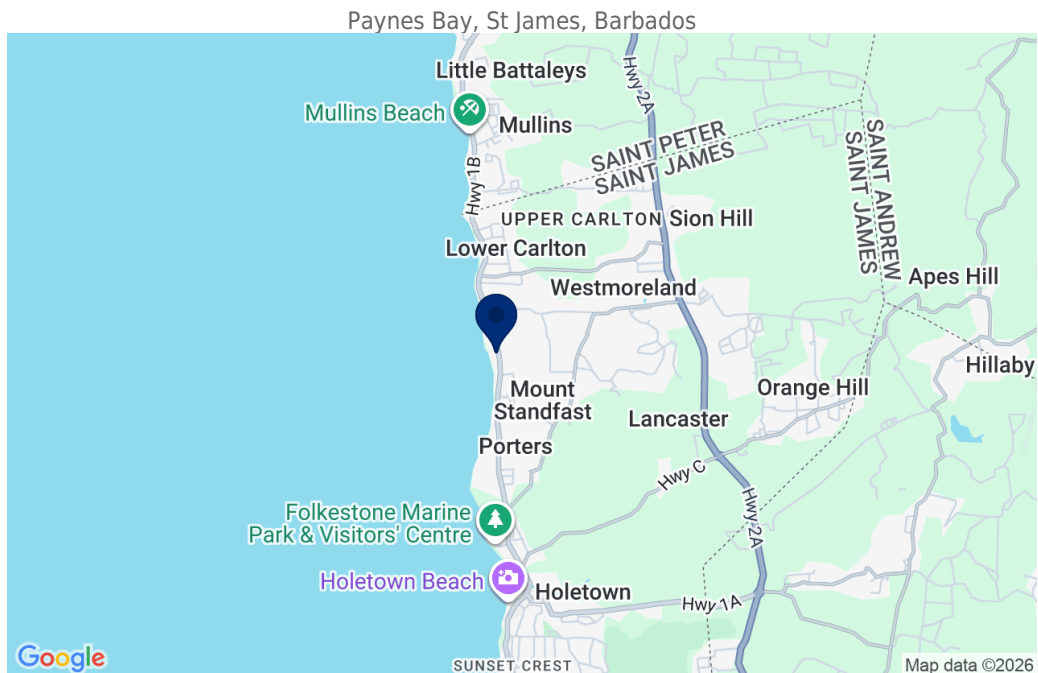 Paynes Bay, St James, Barbados
Little Battaleys
Mullins Beach
Mullins
Hwy 2A
SAINT PETER
SAINT JAMES
SAINT ANDREW
SAINT JAMES
Hwy 1B
UPPER CARLTON
Sion Hill
Lower Carlton
Westmoreland
Apes Hill
Hillaby
Mount
Standfast
Orange Hill
Lancaster
Porters
Hwy C
Hwy 2A
Folkestone Marine
Park & Visitors' Centre
Holetown Beach
Holetown
Hwy 1A
SUNSET CREST
Google
Map data ©2026